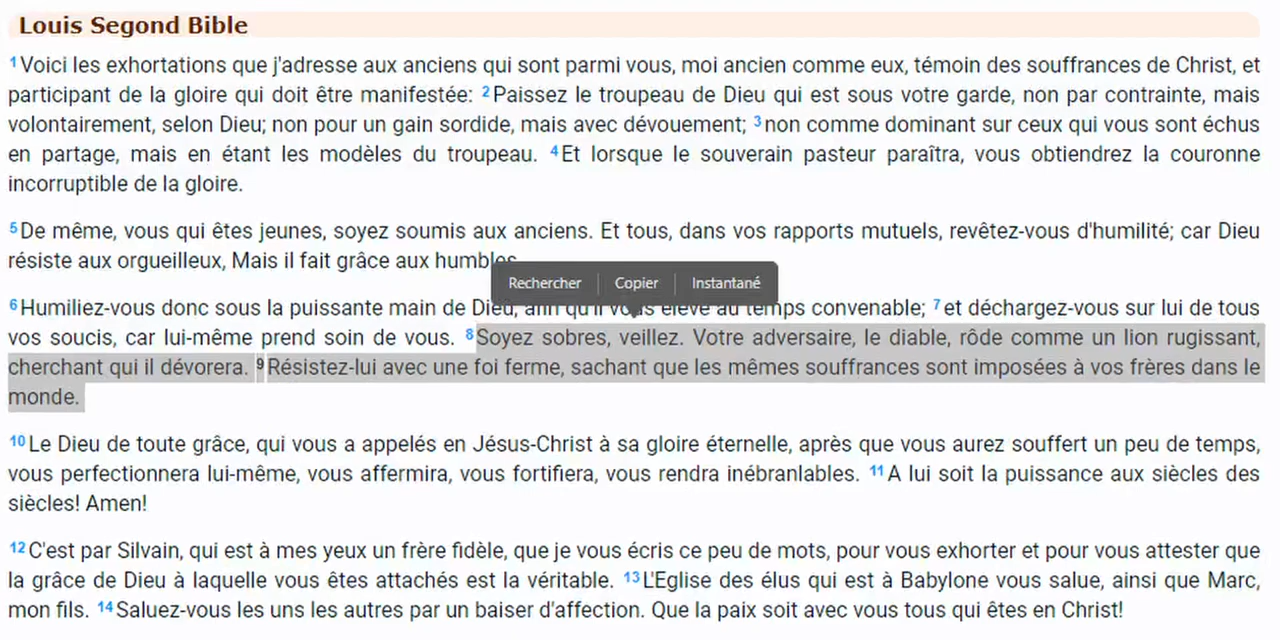 Louis Segond Bible
1 Voici les exhortations que j'adresse aux anciens qui sont parmi vous, moi ancien comme eux, témoin des souffrances de Christ, et
participant de la gloire qui doit être manifestée: 2 Paissez le troupeau de Dieu qui est sous votre garde, non par contrainte, mais
volontairement, selon Dieu; non pour un gain sordide, mais avec dévouement; 3 non comme dominant sur ceux qui vous sont échus
en partage, mais en étant les modèles du troupeau. 4 Et lorsque le souverain pasteur paraîtra, vous obtiendrez la couronne
incorruptible de la gloire.
5 De même, vous qui êtes jeunes, soyez soumis aux anciens. Et tous, dans vos rapports mutuels, revêtez-vous d'humilité; car Dieu
résiste aux orgueilleux, Mais il fait grâce aux humbles
Rechercher Copier Instantané
6 Humiliez-vous donc sous la puissante main de Dieu, afin qu'il vous élève au temps convenable; 7 et déchargez-vous sur lui de tous
vos soucis, car lui-même prend soin de vous. 8 Soyez sobres, veillez. Votre adversaire, le diable, rôde comme un lion rugissant,
cherchant qui il dévorera. 9 Résistez-lui avec une foi ferme, sachant que les mêmes souffrances sont imposées à vos frères dans le
monde.
10 Le Dieu de toute grâce, qui vous a appelés en Jésus-Christ à sa gloire éternelle, après que vous aurez souffert un peu de temps,
vous perfectionnera lui-même, vous affermira, vous fortifiera, vous rendra inébranlables. 11 A lui soit la puissance aux siècles des
siècles! Amen!
12 C'est par Silvain, qui est à mes yeux un frère fidèle, que je vous écris ce peu de mots, pour vous exhorter et pour vous attester que
la grâce de Dieu à laquelle vous êtes attachés est la véritable. 13 L'Eglise des élus qui est à Babylone vous salue, ainsi que Marc,
mon fils. 14 Saluez-vous les uns les autres par un baiser d'affection. Que la paix soit avec vous tous qui êtes en Christ!